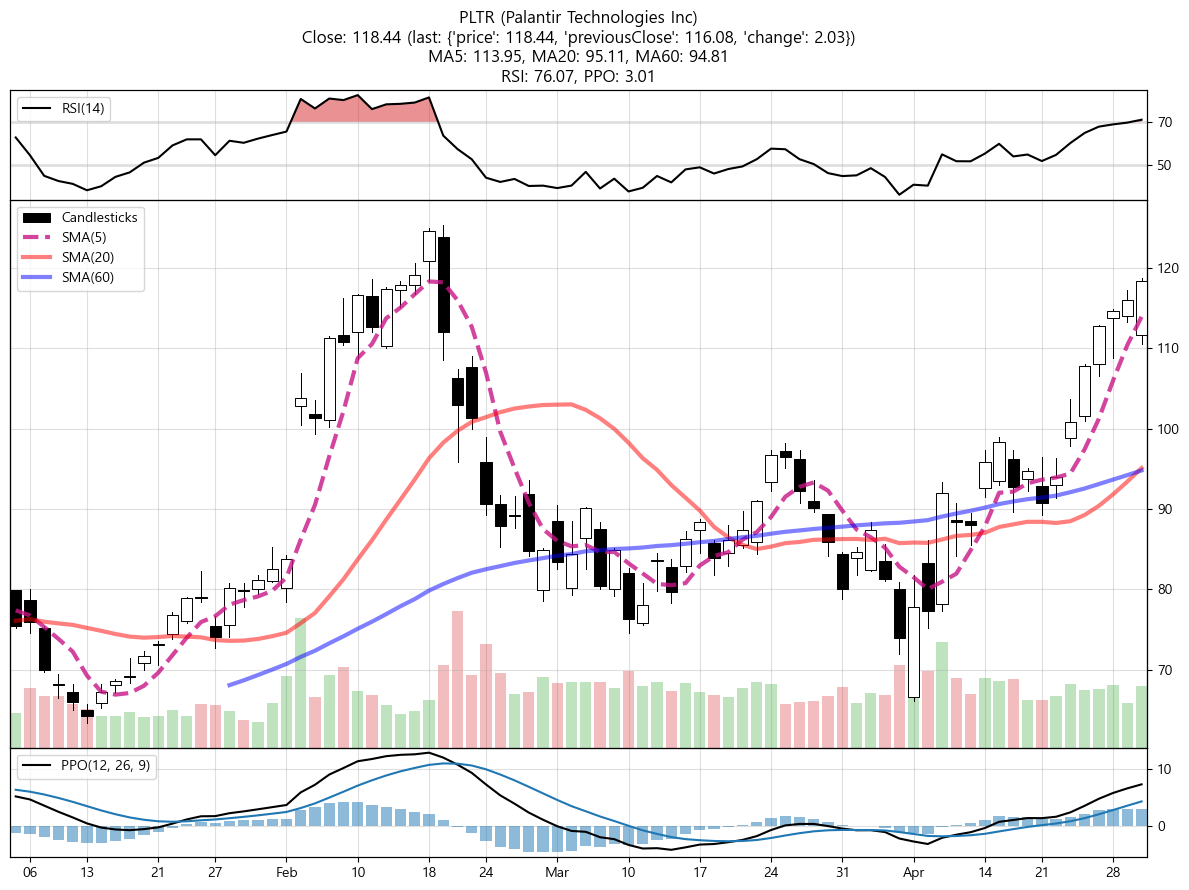 PLTR (Palantir Technologies Inc)
Close: 118.44 (last: {'price': 118.44, 'previousClose': 116.08, 'change': 2.03})
MA5: 113.95, MA20: 95.11, MA60: 94.81
RSI: 76.07, PPO: 3.01
RSI(14)
70
50
Candlesticks
SMA(5)
SMA(20)
SMA(60)
120
110
100
90
80
70
PPO(12, 26, 9)
10
0
06 13 21 27 Feb 10 18 24 Mar 10 17 24 31 Apr 14 21 28